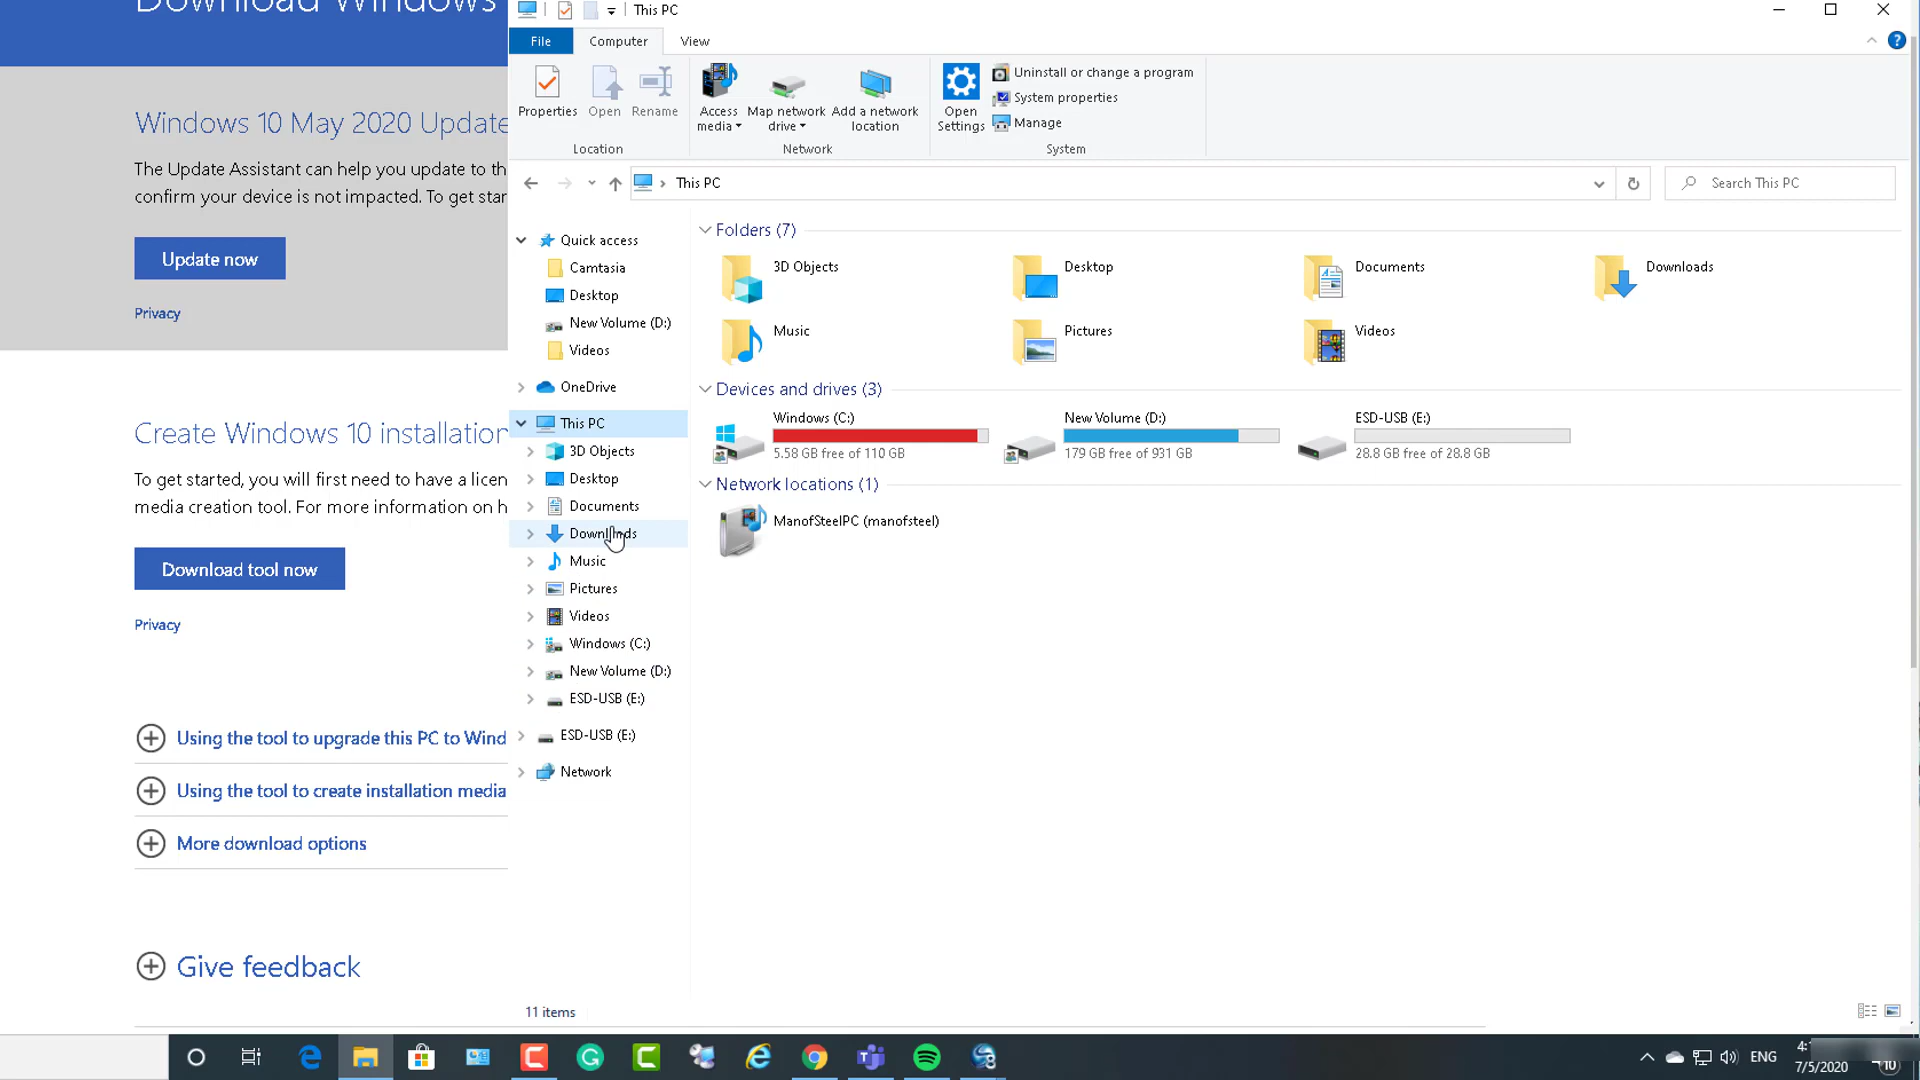 Download Windows
Windows 10 May 2020 Update
The Update Assistant can help you update to th
confirm your device is not impacted. To get star
Update now
Privacy
Create Windows 10 installation
To get started, you will first need to have a licen
media creation tool. For more information on h
Download tool now
Privacy
Using the tool to upgrade this PC to Wind
Using the tool to create installation media
More download options
Give feedback
This PC
File
Computer
View
Properties
Open
Rename
Location
Access
media
Map network
drive
Add a network
location
Network
Open
Settings
Uninstall or change a program
System properties
Manage
System
This PC
Search This PC
Quick access
Camtasia
Desktop
New Volume (D:)
Videos
OneDrive
This PC
3D Objects
Desktop
Documents
Downloads
Music
Pictures
Videos
Windows (C:)
New Volume (D:)
ESD-USB (E:)
ESD-USB (E:)
Network
Folders (7)
3D Objects
Desktop
Documents
Downloads
Music
Pictures
Videos
Devices and drives (3)
Windows (C:)
5.58 GB free of 110 GB
New Volume (D:)
179 GB free of 931 GB
ESD-USB (E:)
28.8 GB free of 28.8 GB
Network locations (1)
ManofSteelPC (manofsteel)
11 items
ENG
7/5/2020
10